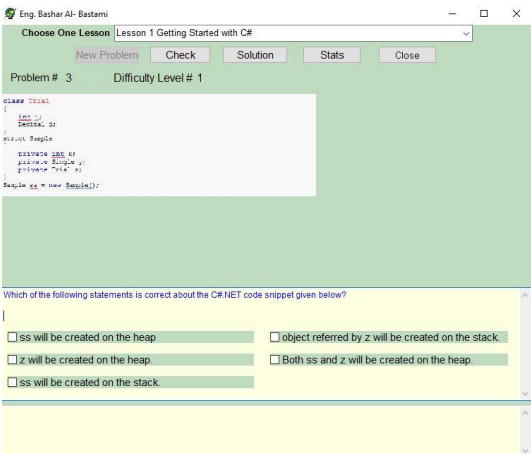 Eng. Bashar Al- Bastami
Choose One Lesson Lesson 1 Getting Started with C#
New Problem Check Solution Stats Close
Problem # 3 Difficulty Level # 1
class Trial
{
int i;
Decimal d;
}
struct Sample
{
private int x;
private Single y;
private Trial z;
}
Sample ss = new Sample();
Which of the following statements is correct about the C#.NET code snippet given below?
ss will be created on the heap
object referred by z will be created on the stack.
z will be created on the heap.
Both ss and z will be created on the heap.
ss will be created on the stack.